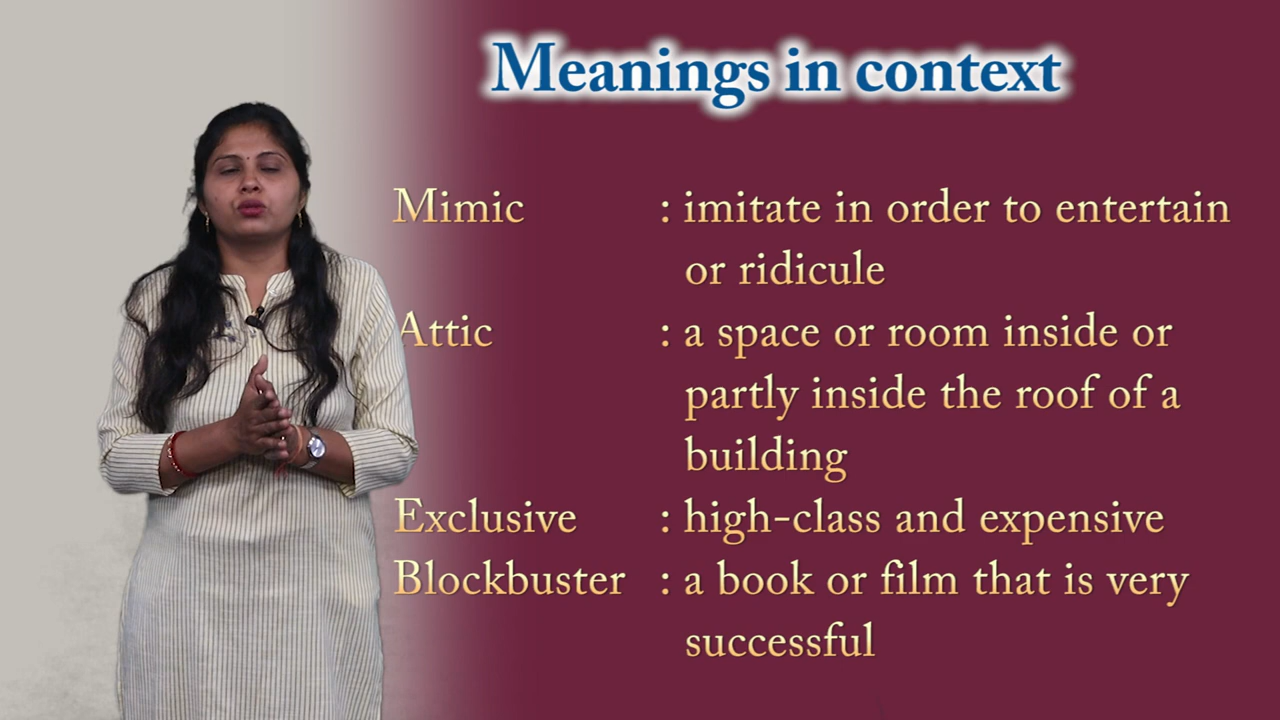 Meanings in context
Mimic : imitate in order to entertain
or ridicule
Attic : a space or room inside or
partly inside the roof of a
building
Exclusive : high-class and expensive
Blockbuster : a book or film that is very
successful